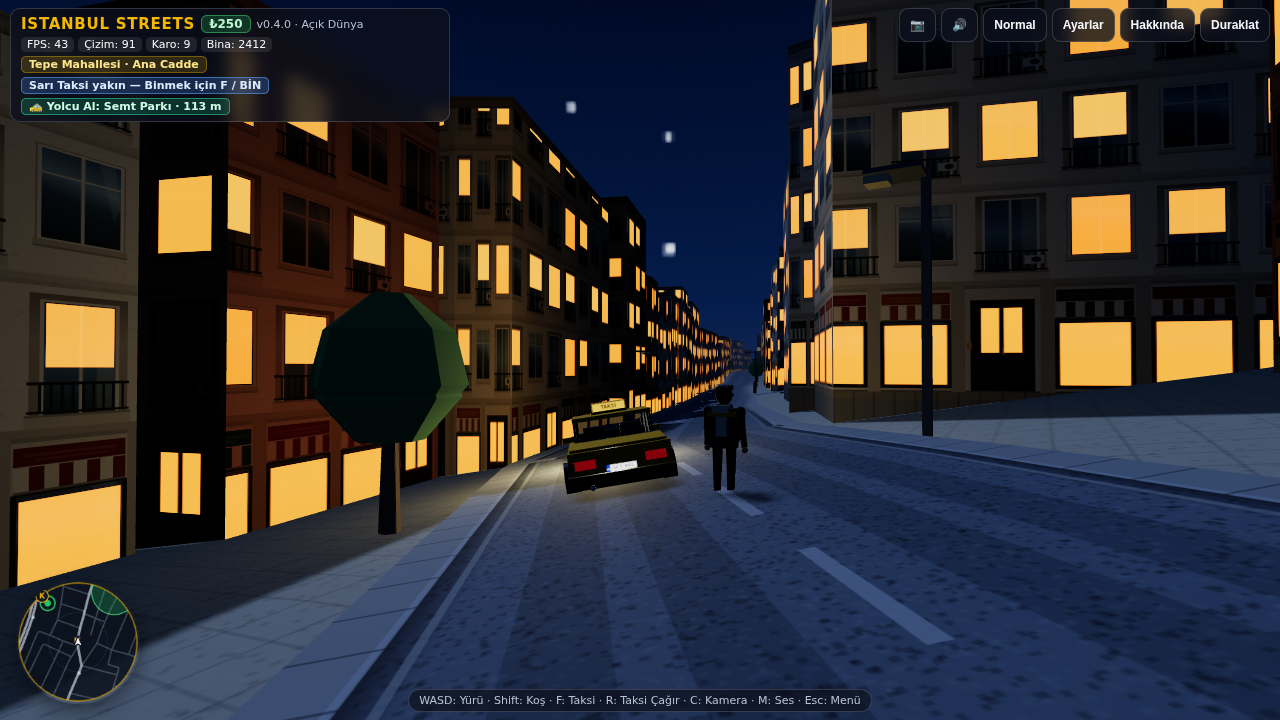 ISTANBUL STREETS ₺250 v0.4.0 · Açık Dünya
FPS: 43 Çizim: 91 Karo: 9 Bina: 2412
Tepe Mahallesi · Ana Cadde
Sarı Taksi yakın — Binmek için F / BİN
🚕 Yolcu Al: Semt Parkı · 113 m
📷 🔊 Normal Ayarlar Hakkında Duraklat
TAKSİ
K
WASD: Yürü · Shift: Koş · F: Taksi · R: Taksi Çağır · C: Kamera · M: Ses · Esc: Menü